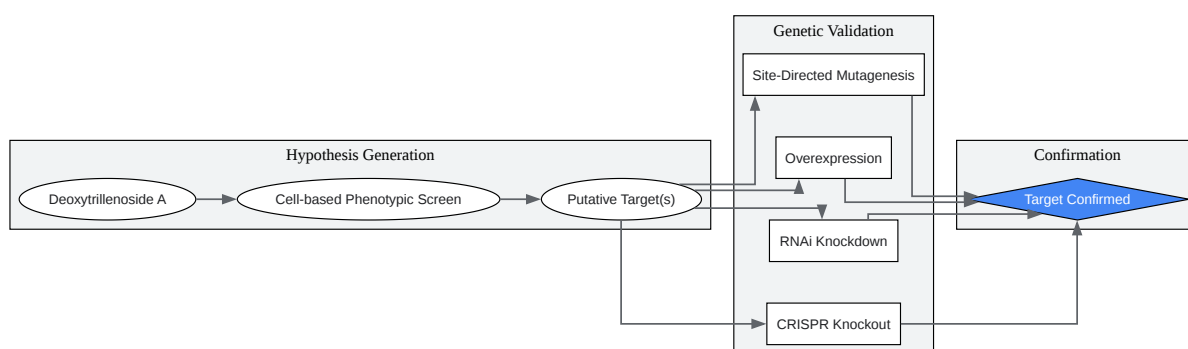 Hypothesis Generation
Deoxytrillenoside A
Cell-based Phenotypic Screen
Putative Target(s)
Genetic Validation
Site-Directed Mutagenesis
Overexpression
RNAi Knockdown
CRISPR Knockout
Confirmation
Target Confirmed